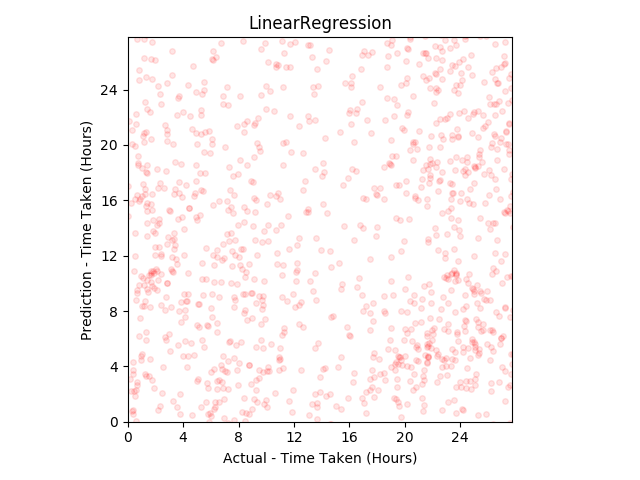 LinearRegression
Prediction - Time Taken (Hours)
24
20
16
12
8
4
0
0 4 8 12 16 20 24
Actual - Time Taken (Hours)